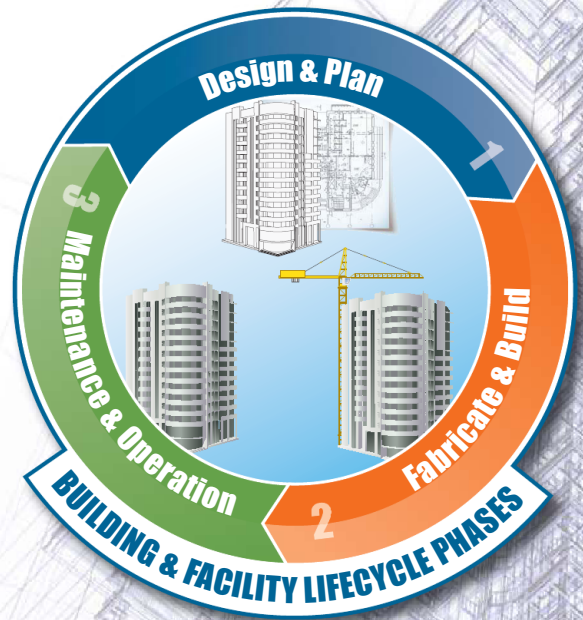 Design & Plan
1
Fabricate & Build
2
Maintenance & Operation
3
BUILDING & FACILITY LIFECYCLE PHASES